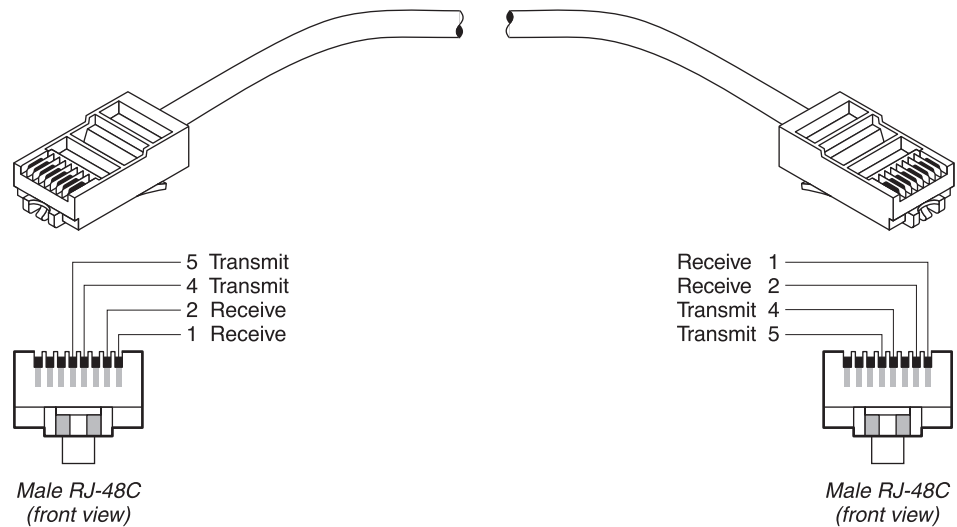 5 Transmit
4 Transmit
2 Receive
1 Receive
Receive 1
Receive 2
Transmit 4
Transmit 5
Male RJ-48C
(front view)
Male RJ-48C
(front view)